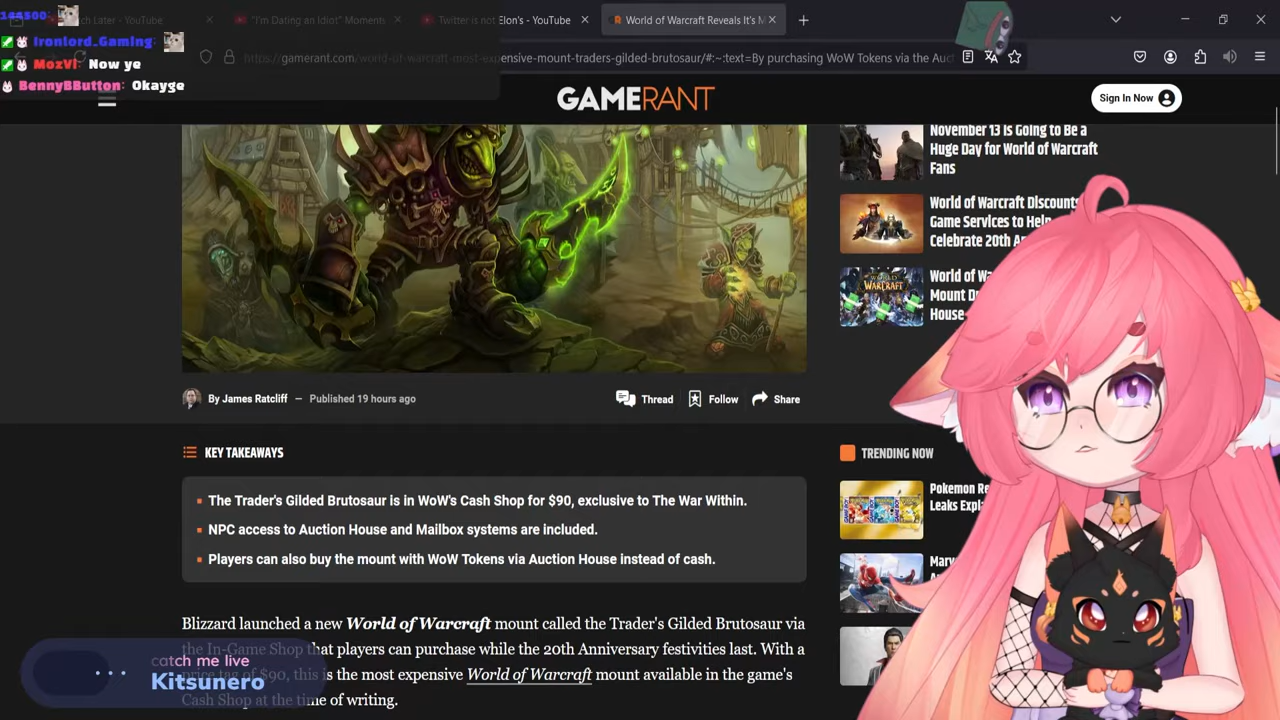 144500
Ironlord_Gaming:
MozVI: Now ye
BennyBButton: Okayge
ch Later - YouTube
"I'm Dating an Idiot" Moments
Twitter is not Elon's - YouTube
World of Warcraft Reveals It's M
https://gamerant.com/world-of-warcraft-most-expensive-mount-traders-gilded-brutosaur/#:~:text=By purchasing WoW Tokens via the Auc
GAMERANT
Sign In Now
November 13 Is Going to Be a
Huge Day for World of Warcraft
Fans
World of Warcraft Discounts
Game Services to Help
Celebrate 20th A
World of Wa
Mount D
House
By James Ratcliff — Published 19 hours ago
Thread
Follow
Share
KEY TAKEAWAYS
The Trader's Gilded Brutosaur is in WoW's Cash Shop for $90, exclusive to The War Within.
NPC access to Auction House and Mailbox systems are included.
Players can also buy the mount with WoW Tokens via Auction House instead of cash.
TRENDING NOW
Pokemon Re
Leaks Expl
Marv
WORLD
WARCRAFT
Blizzard launched a new World of Warcraft mount called the Trader's Gilded Brutosaur via
the In-Game Shop that players can purchase while the 20th Anniversary festivities last. With a
price tag of $90, this is the most expensive World of Warcraft mount available in the game's
Cash Shop at the time of writing.
catch me live
Kitsunero